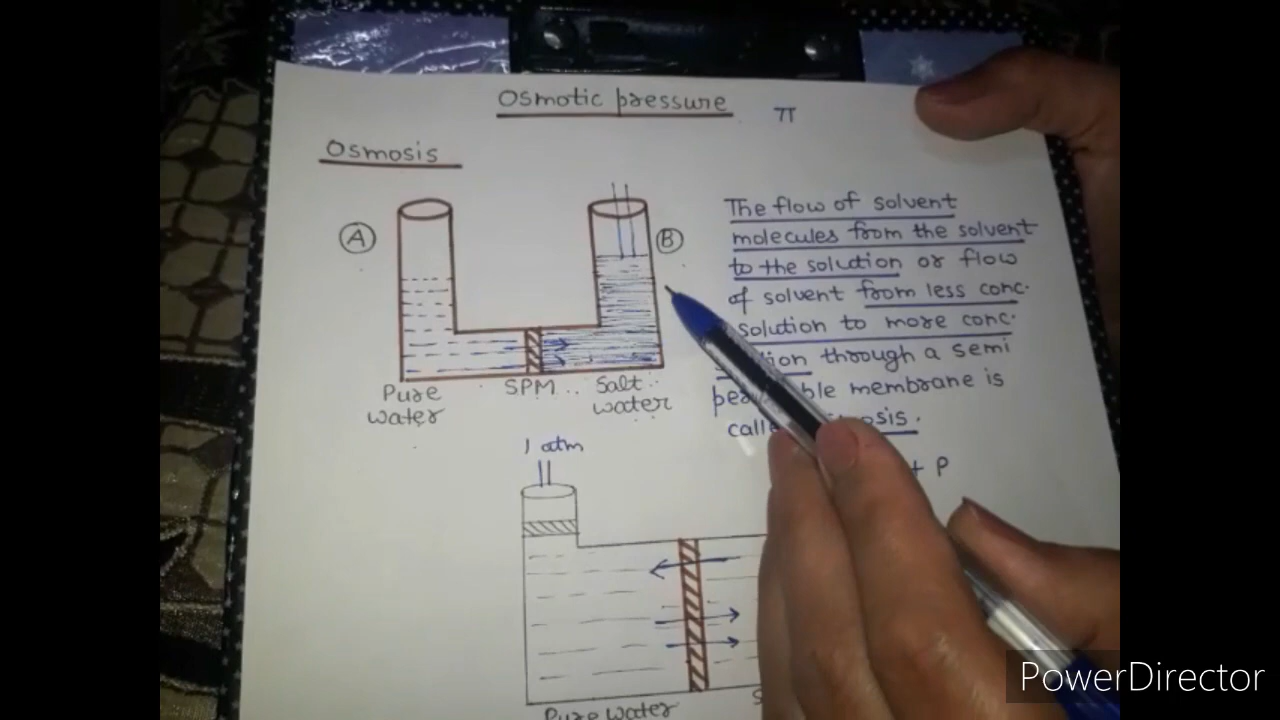 Osmotic pressure π
Osmosis
A
B
Pure
water
SPM..
Salt..
water
The flow of solvent
molecules from the solvent
to the solution or flow
of solvent from less conc.
solution to more conc.
through a semi
membrane is
+ P
1 atm
Pure water
PowerDirector